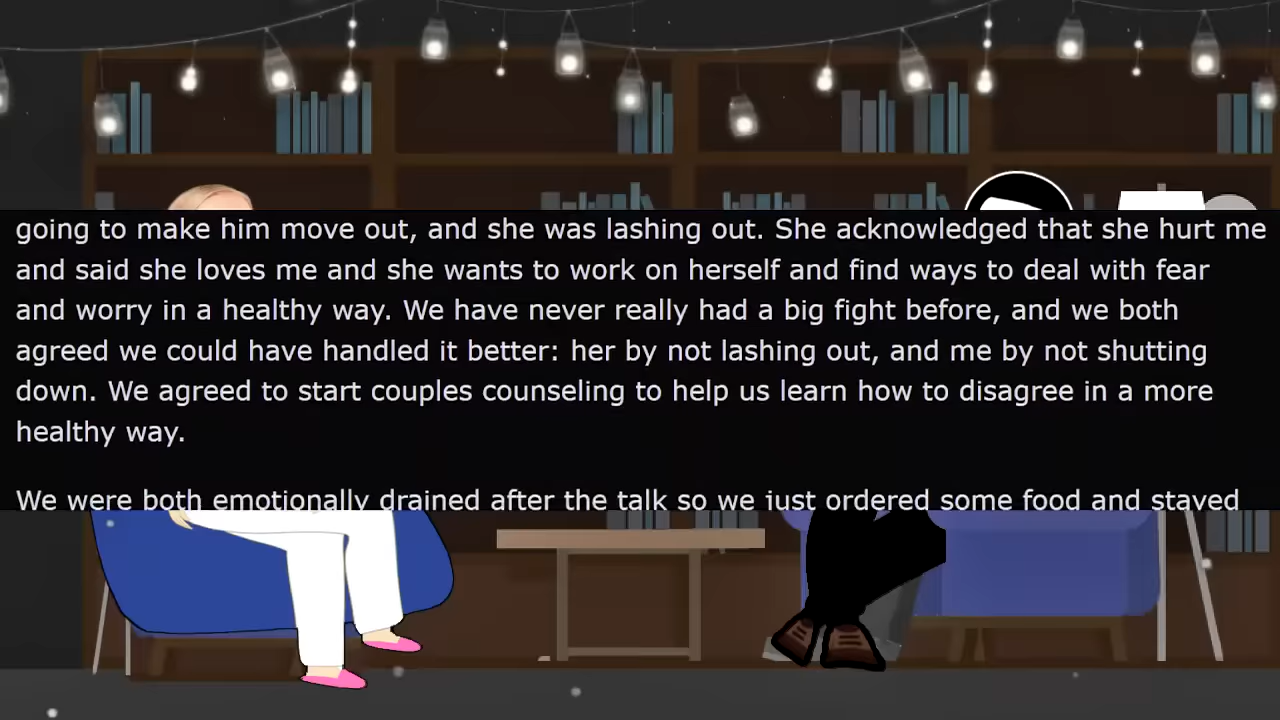 going to make him move out, and she was lashing out. She acknowledged that she hurt me
and said she loves me and she wants to work on herself and find ways to deal with fear
and worry in a healthy way. We have never really had a big fight before, and we both
agreed we could have handled it better: her by not lashing out, and me by not shutting
down. We agreed to start couples counseling to help us learn how to disagree in a more
healthy way.
We were both emotionally drained after the talk so we just ordered some food and stayed